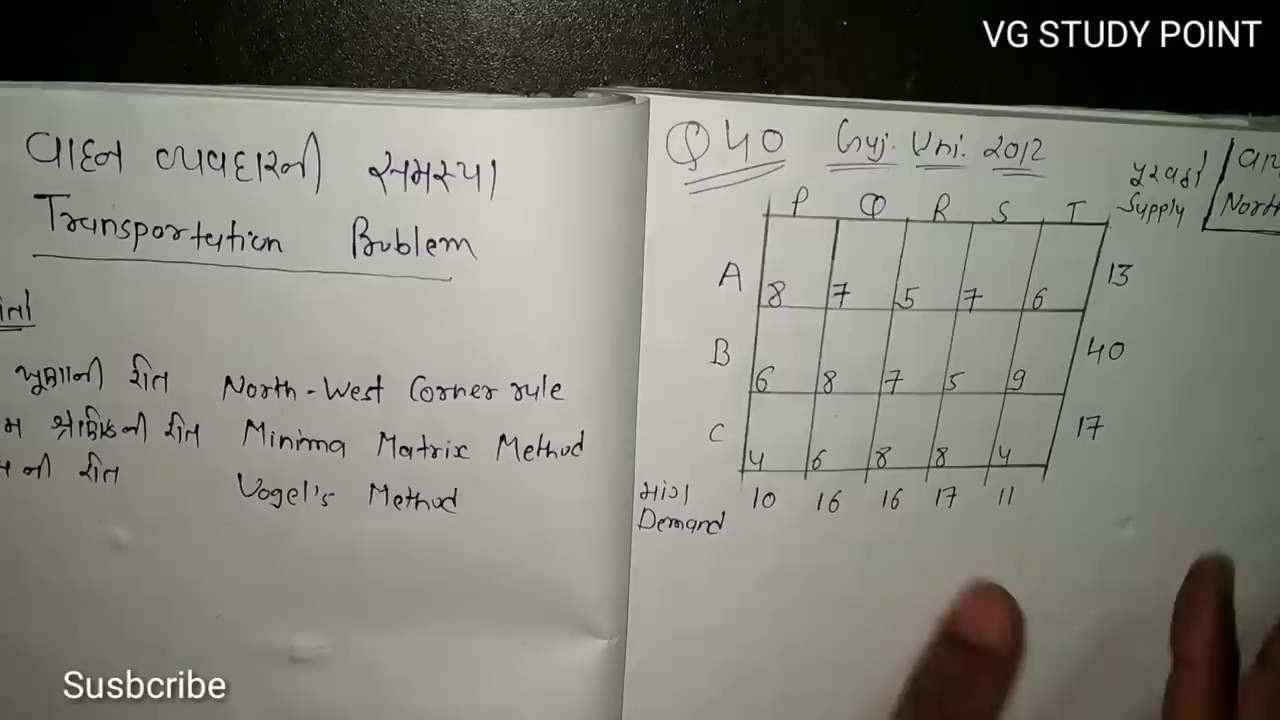 VG STUDY POINT
વાહન વ્યવહારની સમસ્યા
Transportation Problem
ખૂણાની રીત North-West Corner rule
શ્રેણિકની રીત Minima Matrix Method
ની રીત Vogel's Method
Q 40 Guj. Uni. 2012
P Q R S T પુરવઠો Supply
North
A 8 7 5 7 6 13
B 6 8 7 5 9 40
C 4 6 8 8 4 17
માંગ Demand 10 16 16 17 11
Susbcribe